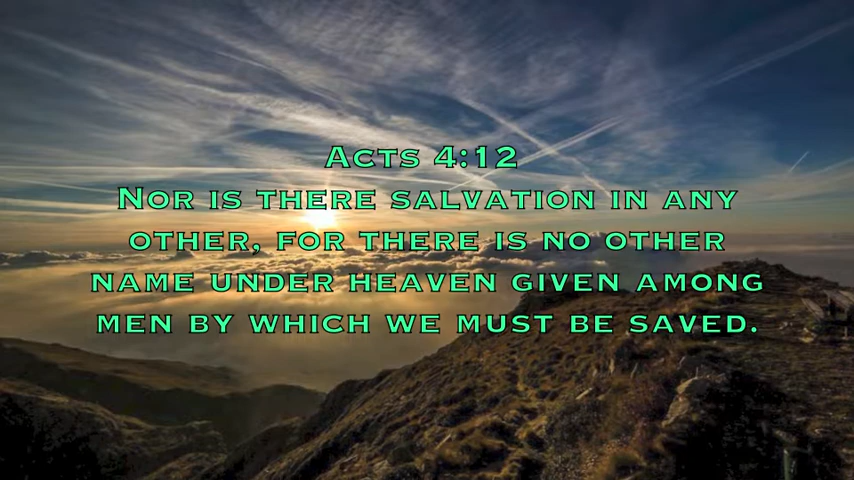 Acts 4:12
Nor is there salvation in any
other, for there is no other
name under heaven given among
men by which we must be saved.